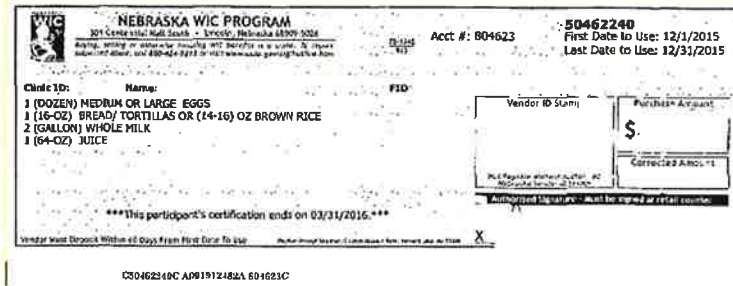 WIC
NEBRASKA WIC PROGRAM
301 Centennial Mall South • Lincoln, Nebraska 68509-5026
Acct #: 804623
50462240
First Date to Use: 12/1/2015
Last Date to Use: 12/31/2015
Clinic ID: Name: FID
1 (DOZEN) MEDIUM OR LARGE EGGS
1 (16-OZ) BREAD/ TORTILLAS OR (14-16) OZ BROWN RICE
2 (GALLON) WHOLE MILK
1 (64-OZ) JUICE
Vendor ID Stamp
Purchase Amount
$
Corrected Amount
***This participant's certification ends on 03/31/2016.***
Authorized Signature - Must be signed at retail counter
Vendor Must Deposit Within 60 Days From First Date To Use
X